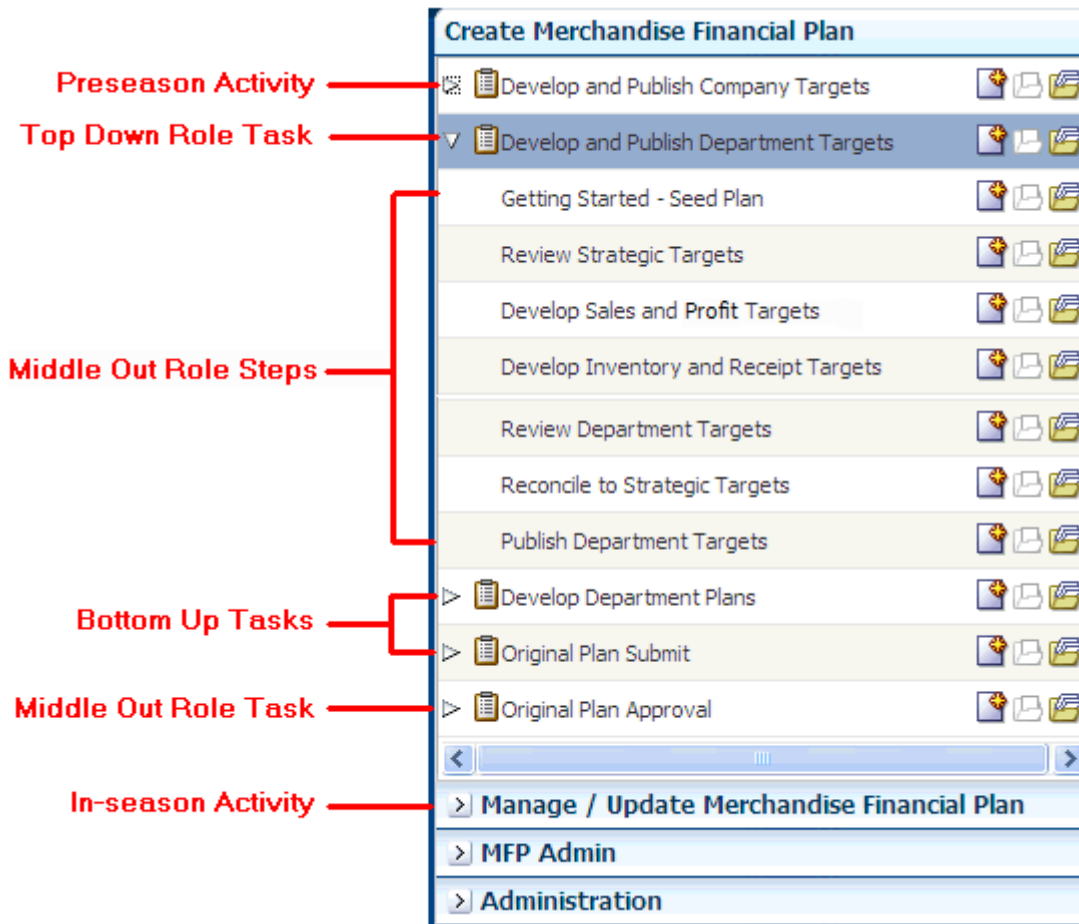 Create Merchandise Financial Plan
Preseason Activity
Develop and Publish Company Targets
Top Down Role Task
Develop and Publish Department Targets
Getting Started - Seed Plan
Review Strategic Targets
Develop Sales and Profit Targets
Middle Out Role Steps
Develop Inventory and Receipt Targets
Review Department Targets
Reconcile to Strategic Targets
Publish Department Targets
Bottom Up Tasks
Develop Department Plans
Original Plan Submit
Middle Out Role Task
Original Plan Approval
In-season Activity
Manage / Update Merchandise Financial Plan
MFP Admin
Administration